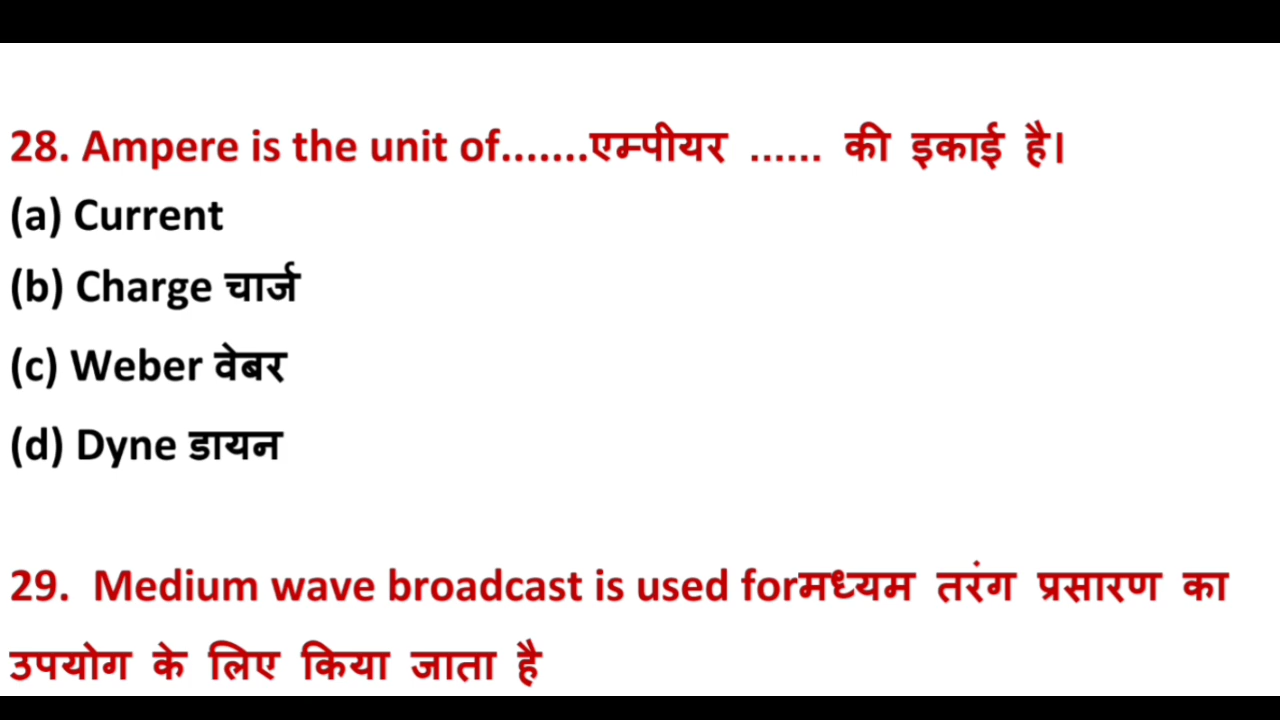 28. Ampere is the unit of.......एम्पीयर ...... की इकाई है।
(a) Current
(b) Charge चार्ज
(c) Weber वेबर
(d) Dyne डायन
29. Medium wave broadcast is used forमध्यम तरंग प्रसारण का
उपयोग के लिए किया जाता है